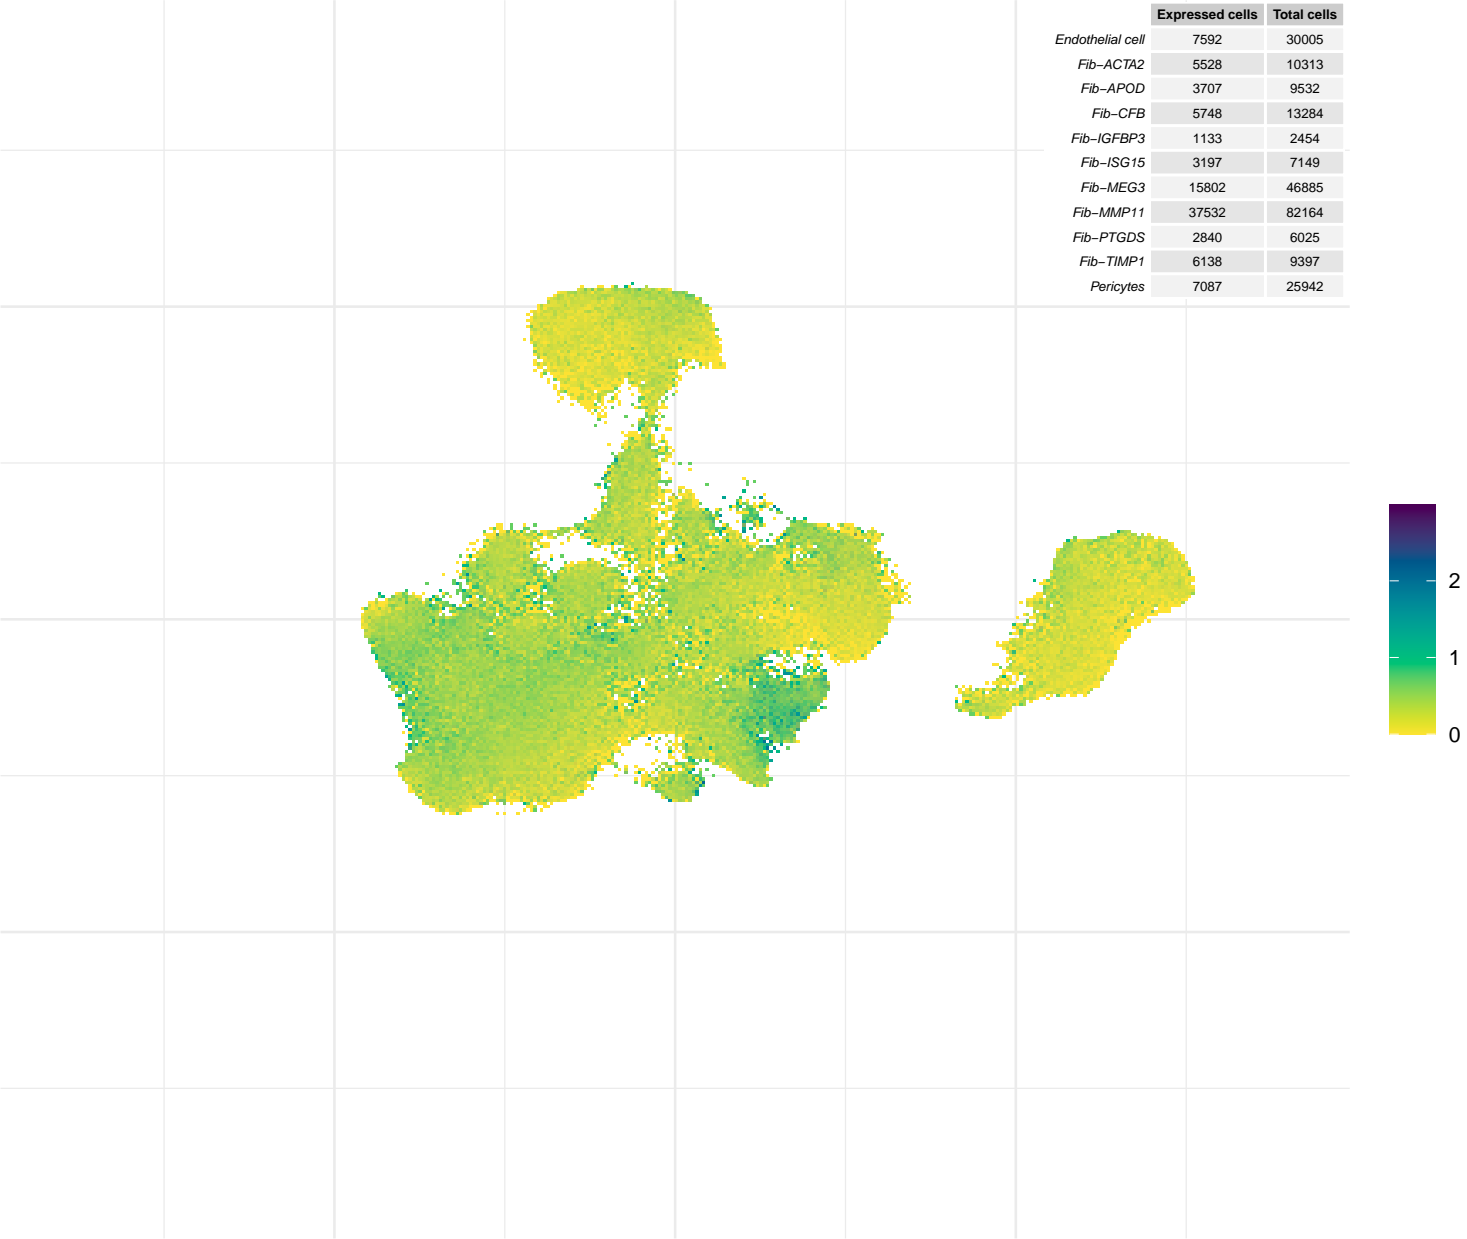 Expressed cells Total cells
Endothelial cell 7592 30005
Fib−ACTA2 5528 10313
Fib−APOD 3707 9532
Fib−CFB 5748 13284
Fib−IGFBP3 1133 2454
Fib−ISG15 3197 7149
Fib−MEG3 15802 46885
Fib−MMP11 37532 82164
Fib−PTGDS 2840 6025
Fib−TIMP1 6138 9397
Pericytes 7087 25942
2
1
0